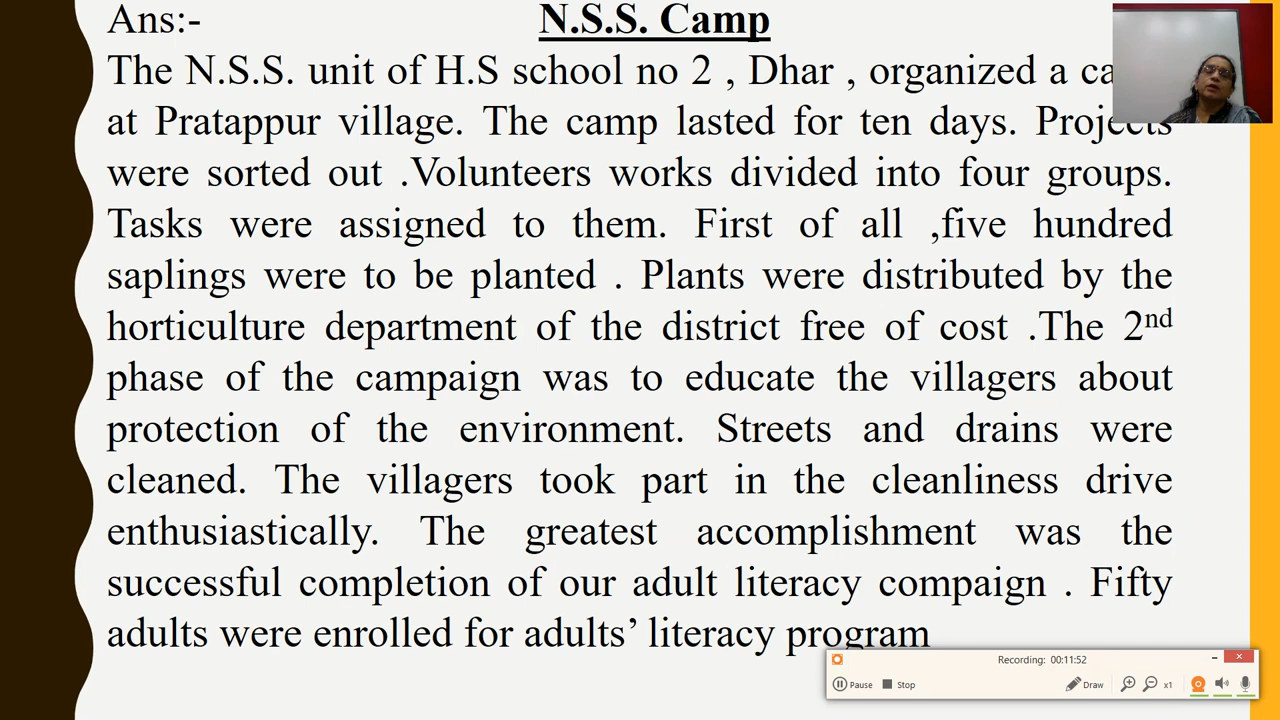 Ans:- N.S.S. Camp
The N.S.S. unit of H.S school no 2 , Dhar , organized a
at Pratappur village. The camp lasted for ten days. Projects
were sorted out .Volunteers works divided into four groups.
Tasks were assigned to them. First of all ,five hundred
saplings were to be planted . Plants were distributed by the
horticulture department of the district free of cost .The 2nd
phase of the campaign was to educate the villagers about
protection of the environment. Streets and drains were
cleaned. The villagers took part in the cleanliness drive
enthusiastically. The greatest accomplishment was the
successful completion of our adult literacy compaign . Fifty
adults were enrolled for adults’ literacy program
Recording: 00:11:52
Pause Stop Draw x1